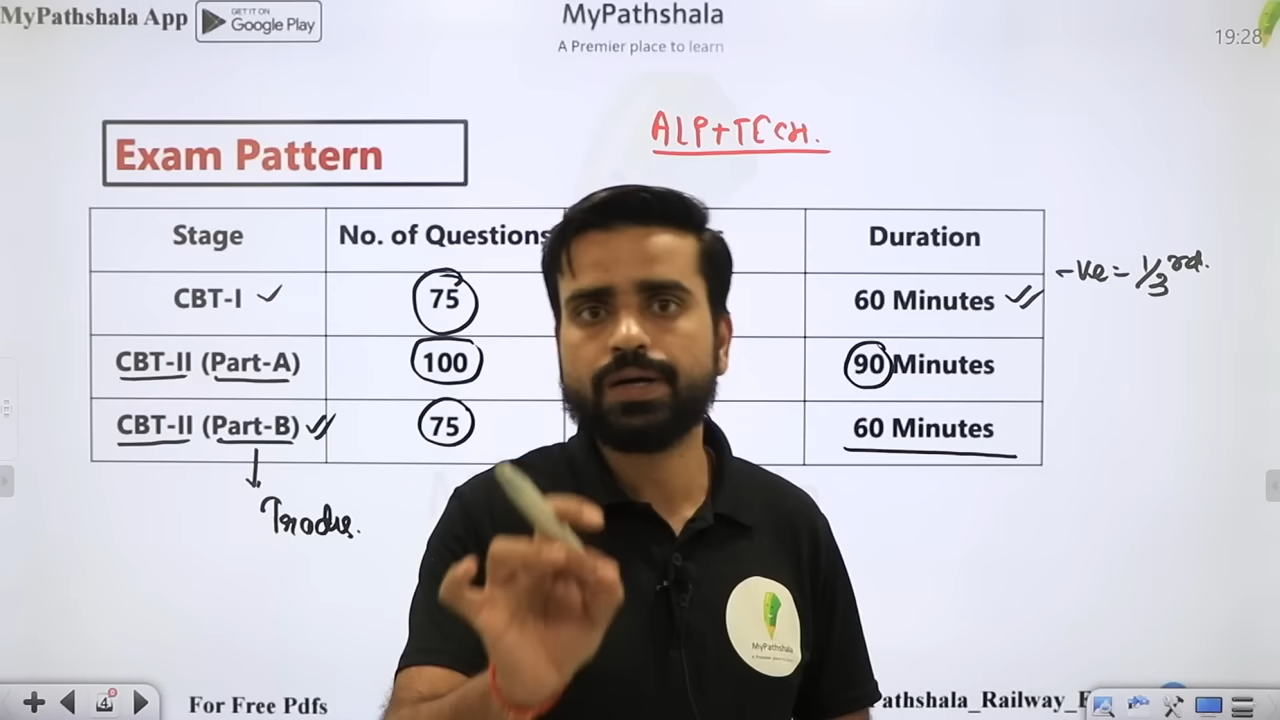 MyPathshala App
GET IT ON
Google Play
MyPathshala
A Premier place to learn
19:28
ALP+TECH.
Exam Pattern
Stage No. of Questions Duration
CBT-I 75 60 Minutes
-ve = 1/3rd.
CBT-II (Part-A) 100 90 Minutes
CBT-II (Part-B) 75 60 Minutes
Trade.
MyPathshala
4
For Free Pdfs